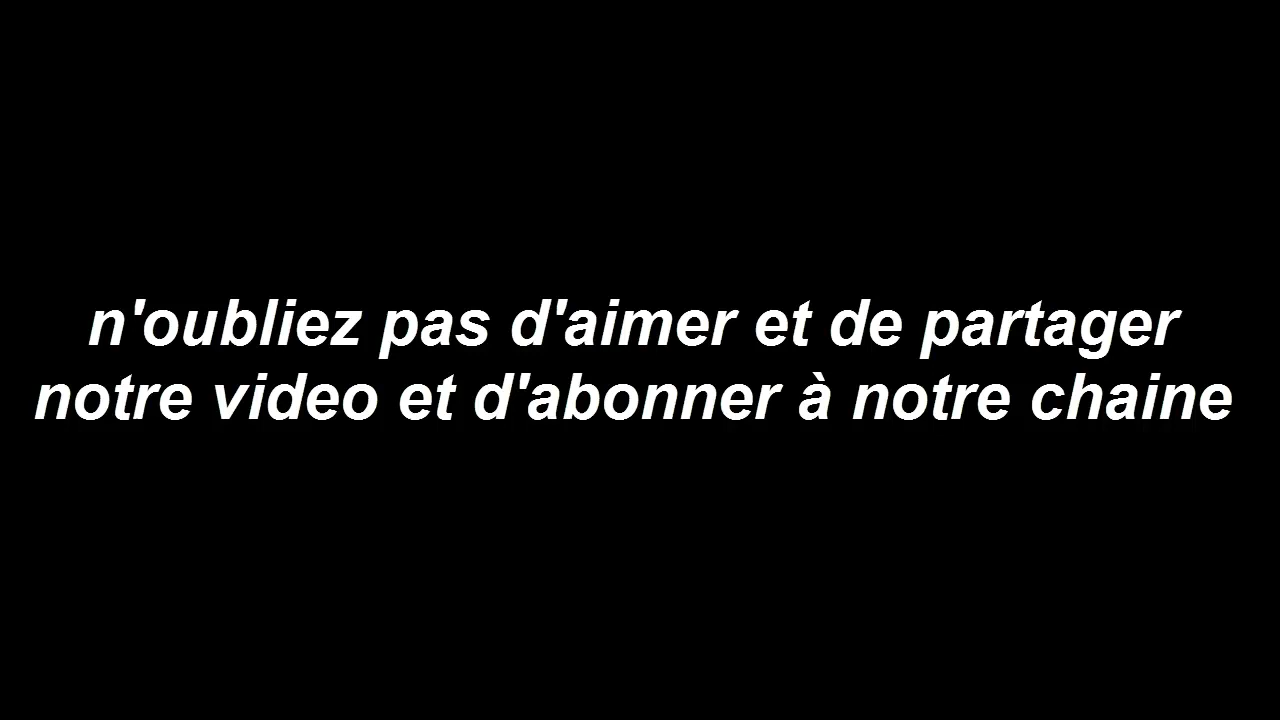 n'oubliez pas d'aimer et de partager
notre video et d'abonner à notre chaine